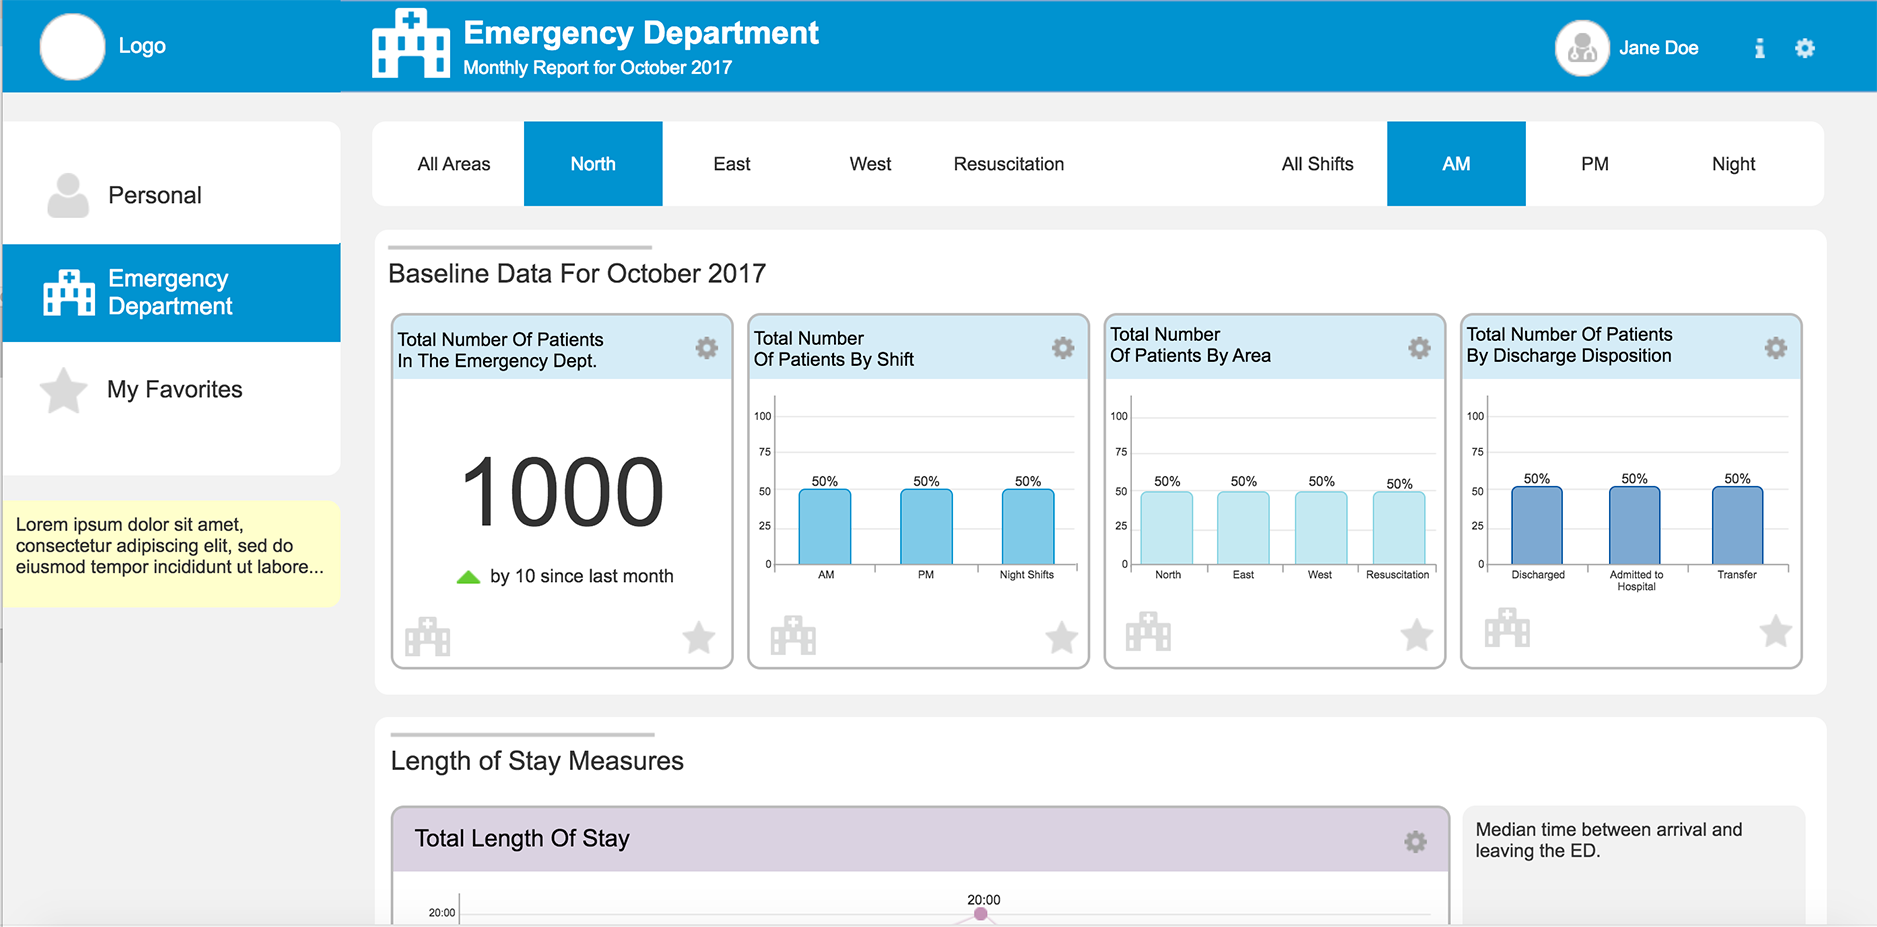 Logo
Emergency Department
Monthly Report for October 2017
Jane Doe
Personal
Emergency
Department
My Favorites
Lorem ipsum dolor sit amet,
consectetur adipiscing elit, sed do
eiusmod tempor incididunt ut labore...
All Areas North East West Resuscitation All Shifts AM PM Night
Baseline Data For October 2017
Total Number Of Patients
In The Emergency Dept.
1000
by 10 since last month
Total Number
Of Patients By Shift
100
75
50
25
0
50% 50% 50%
AM PM Night Shifts
Total Number
Of Patients By Area
100
75
50
25
0
50% 50% 50% 50%
North East West Resuscitation
Total Number Of Patients
By Discharge Disposition
100
75
50
25
0
50% 50% 50%
Discharged Admitted to Transfer
Hospital
Length of Stay Measures
Total Length Of Stay
20:00
20:00
Median time between arrival and
leaving the ED.